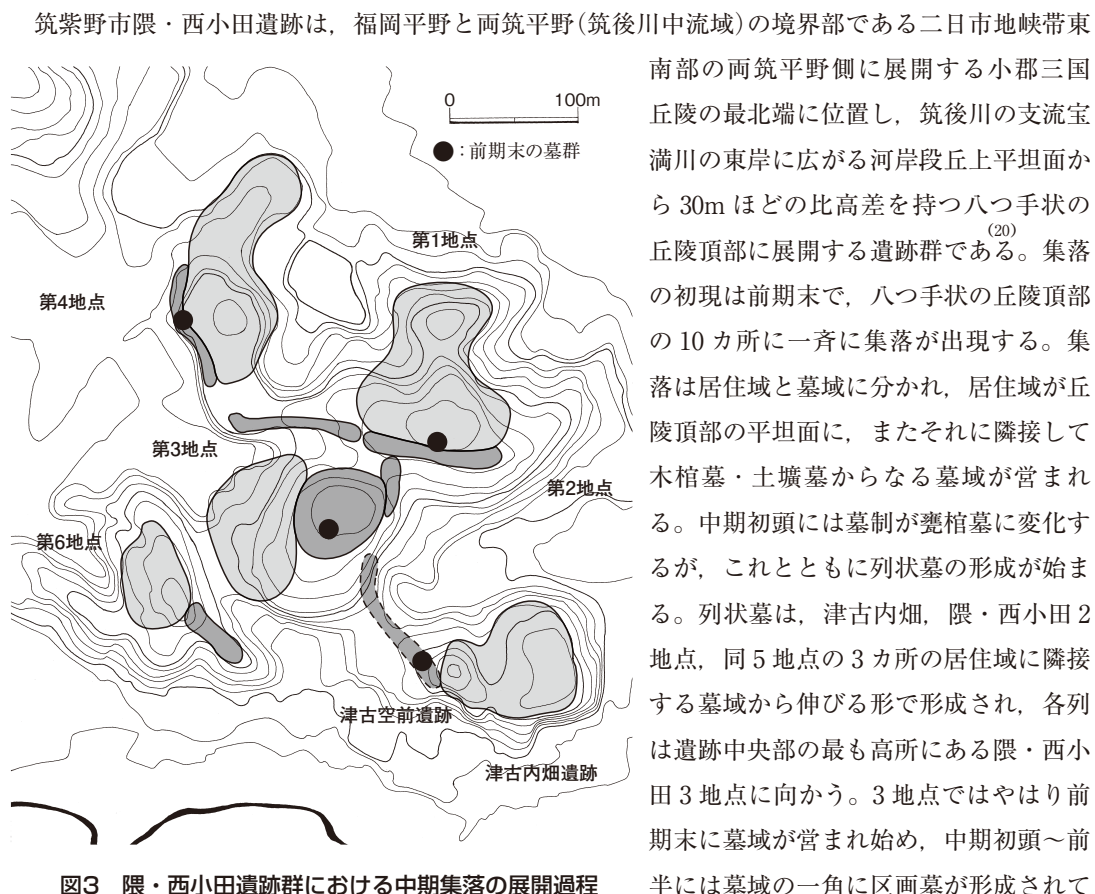 筑紫野市隈・西小田遺跡は，福岡平野と両筑平野（筑後川中流域）の境界部である二日市地峡帯東
南部の両筑平野側に展開する小郡三国
丘陵の最北端に位置し，筑後川の支流宝
満川の東岸に広がる河岸段丘上平坦面か
ら30mほどの比高差を持つ八つ手状の
丘陵頂部に展開する遺跡群である(20)。集落
の初現は前期末で，八つ手状の丘陵頂部
の10カ所に一斉に集落が出現する。集
落は居住域と墓域に分かれ，居住域が丘
陵頂部の平坦面に，またそれに隣接して
木棺墓・土壙墓からなる墓域が営まれ
る。中期初頭には墓制が甕棺墓に変化す
るが，これとともに列状墓の形成が始ま
る。列状墓は，津古内畑，隈・西小田2
地点，同5地点の3カ所の居住域に隣接
する墓域から伸びる形で形成され，各列
は遺跡中央部の最も高所にある隈・西小
田3地点に向かう。3地点ではやはり前
期末に墓域が営まれ始め，中期初頭～前
半には墓域の一角に区画墓が形成されて
0 100m
●：前期末の墓群
第1地点
第4地点
第3地点
第2地点
第6地点
津古空前遺跡
津古内畑遺跡
図3 隈・西小田遺跡群における中期集落の展開過程